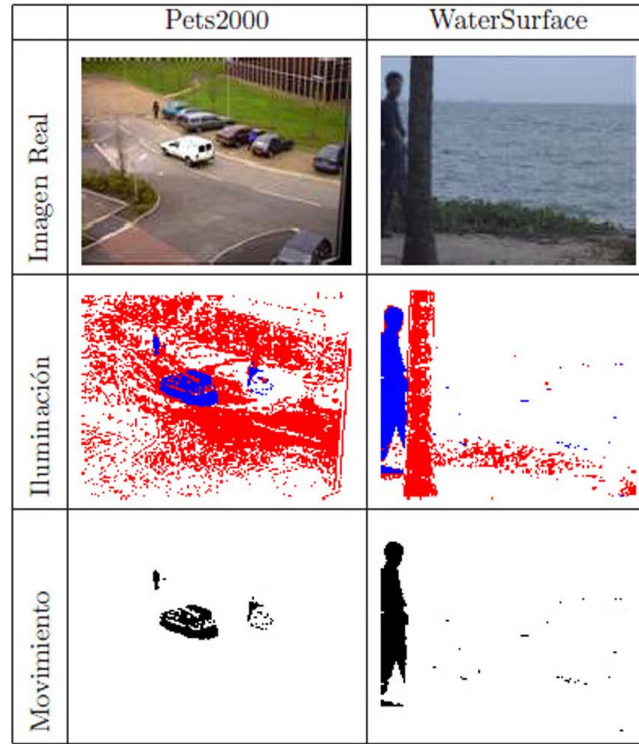 Pets2000
WaterSurface
Imagen Real
Iluminación
Movimiento